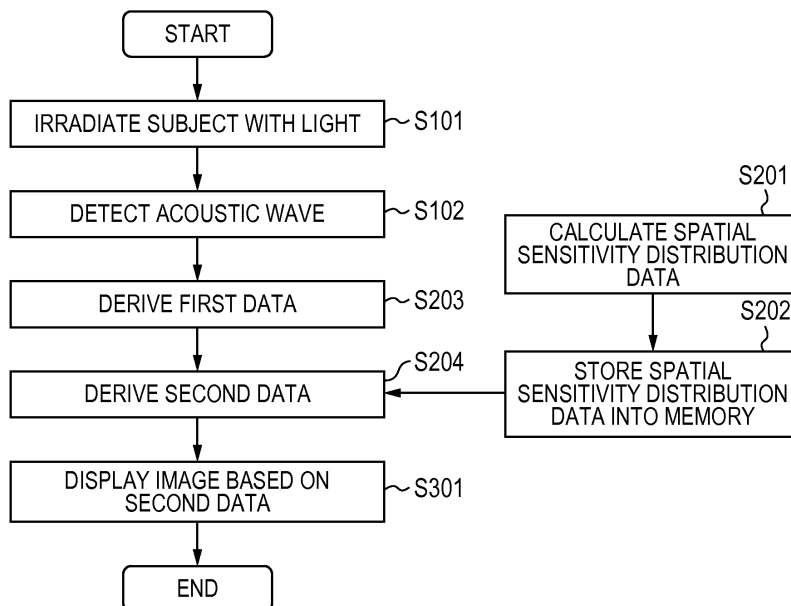 START
IRRADIATE SUBJECT WITH LIGHT
S101
DETECT ACOUSTIC WAVE
S102
DERIVE FIRST DATA
S203
DERIVE SECOND DATA
S204
DISPLAY IMAGE BASED ON
SECOND DATA
S301
END
S201
CALCULATE SPATIAL
SENSITIVITY DISTRIBUTION
DATA
S202
STORE SPATIAL
SENSITIVITY DISTRIBUTION
DATA INTO MEMORY